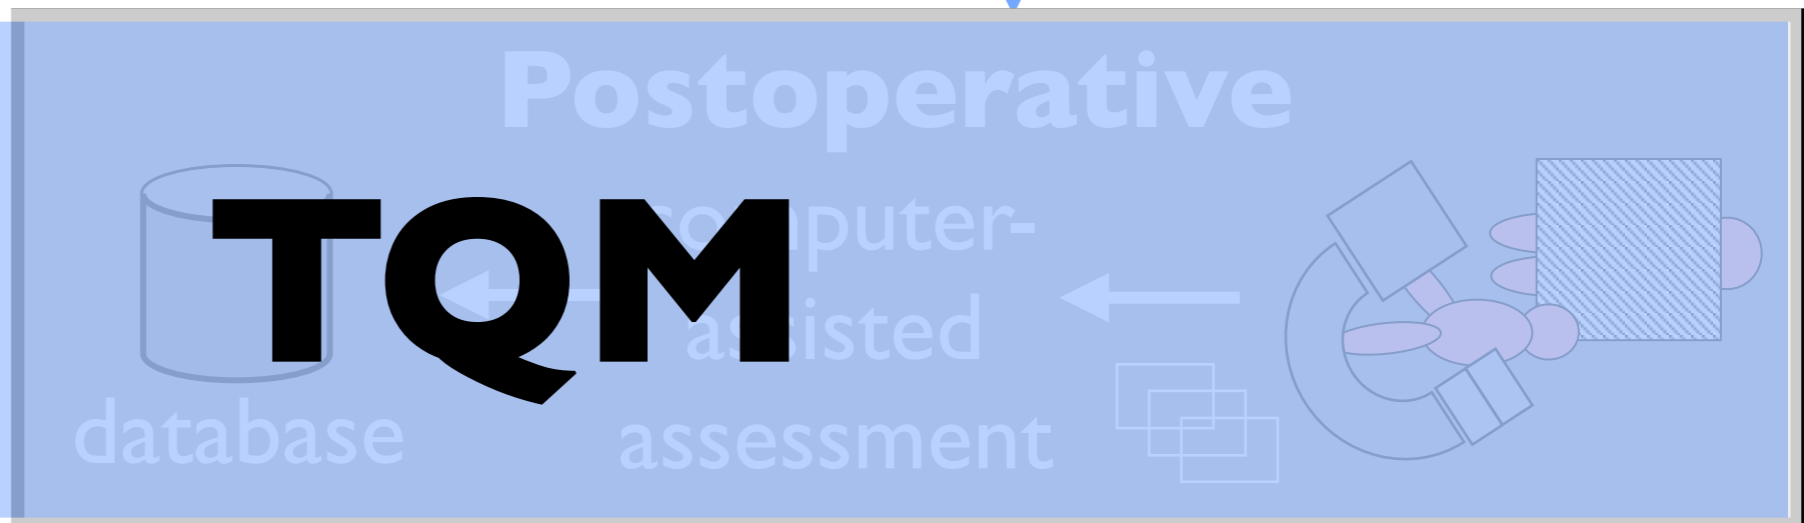 Postoperative
TQM
computer-
assisted
assessment
database